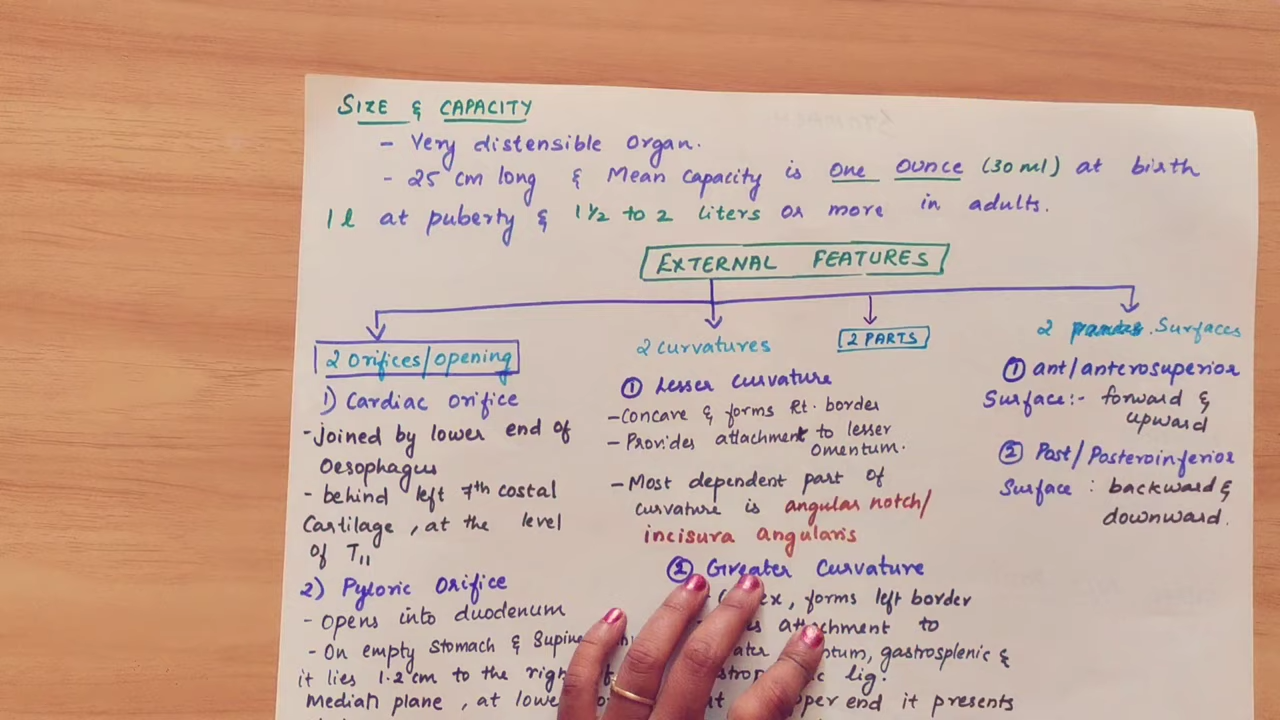 SIZE & CAPACITY
- Very distensible organ.
- 25 cm long & Mean Capacity is one ounce (30 ml) at birth
1 l at puberty & 1 1/2 to 2 liters or more in adults.
EXTERNAL FEATURES
2 Orifices/opening
1) Cardiac orifice
-joined by lower end of
Oesophagus
- behind left 7th costal
Cartilage, at the level
of T11
2) Pyloric Orifice
- opens into duodenum
- On empty stomach & Supine
it lies 1.2 cm to the right
Median plane, at
2 curvatures
① Lesser Curvature
-Concave & forms Rt. border
-Provides attachment to lesser
omentum.
-Most dependent part of
curvature is angular notch/
incisura angularis
② Greater Curvature
, forms left border
attachment to
gastrosplenic &
lig.
end it presents
2 PARTS
2 Surfaces
① ant/anterosuperior
Surface:- forward &
upward
② Post/Posteroinferior
Surface : backward &
downward.